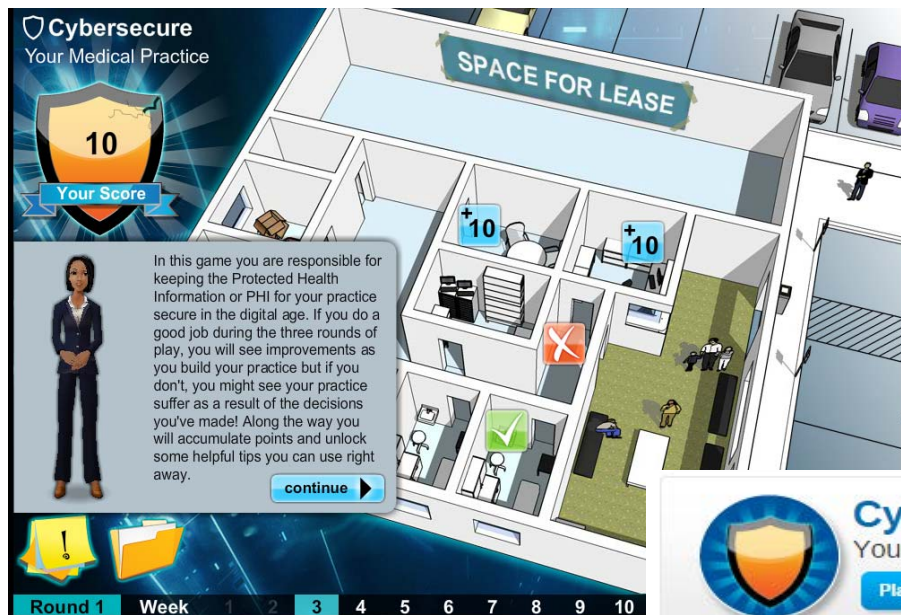 Cybersecure
Your Medical Practice
SPACE FOR LEASE
10
Your Score
+10
+10
In this game you are responsible for
keeping the Protected Health
Information or PHI for your practice
secure in the digital age. If you do a
good job during the three rounds of
play, you will see improvements as
you build your practice but if you
don't, you might see your practice
suffer as a result of the decisions
you've made! Along the way you
will accumulate points and unlock
some helpful tips you can use right
away.
continue
!
Cy
You
Pla
Round 1 Week 1 2 3 4 5 6 7 8 9 10